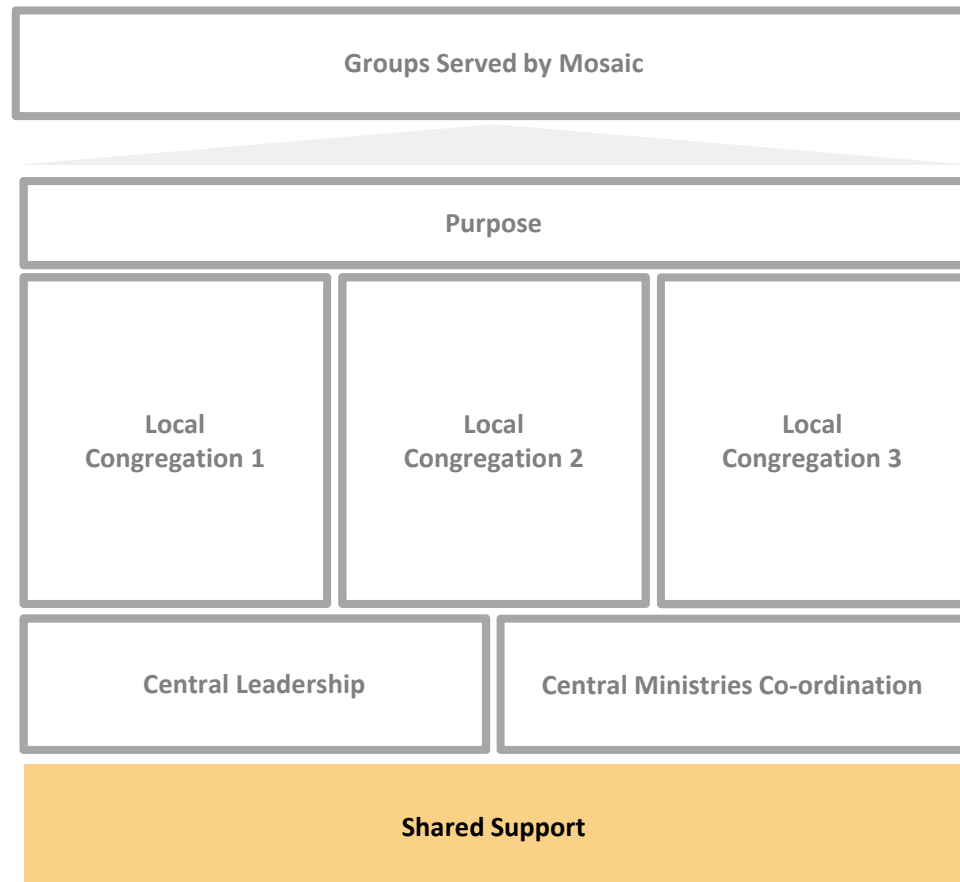 Groups Served by Mosaic
Purpose
Local
Congregation 1
Local
Congregation 2
Local
Congregation 3
Central Leadership
Central Ministries Co-ordination
Shared Support